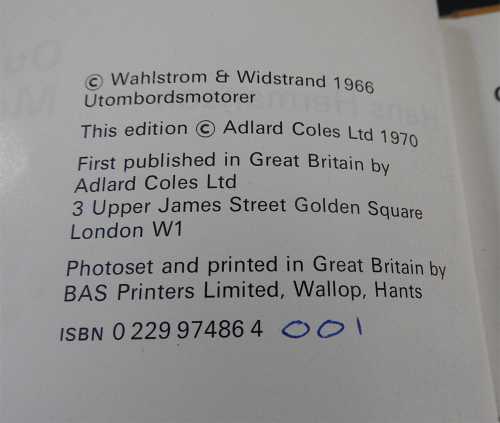 © Wahlstrom & Widstrand 1966
Utombordsmotorer
This edition © Adlard Coles Ltd 1970
First published in Great Britain by
Adlard Coles Ltd
3 Upper James Street Golden Square
London W1
Photoset and printed in Great Britain by
BAS Printers Limited, Wallop, Hants
ISBN 0 229 97486 4 001